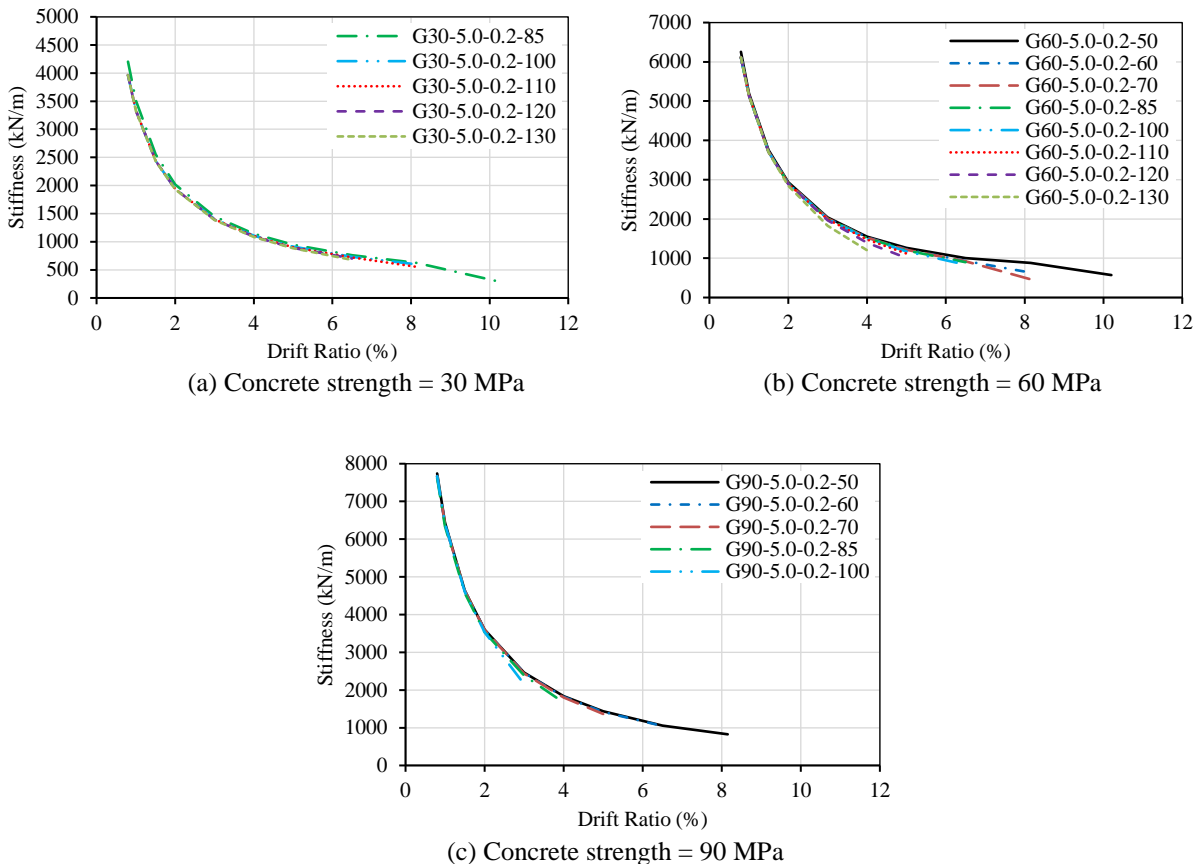 5000
4500
4000
3500
3000
2500
2000
1500
1000
500
0
Stiffness (kN/m)
0 2 4 6 8 10 12
Drift Ratio (%)
G30-5.0-0.2-85
G30-5.0-0.2-100
G30-5.0-0.2-110
G30-5.0-0.2-120
G30-5.0-0.2-130
(a) Concrete strength = 30 MPa
7000
6000
5000
4000
3000
2000
1000
0
Stiffness (kN/m)
0 2 4 6 8 10 12
Drift Ratio (%)
G60-5.0-0.2-50
G60-5.0-0.2-60
G60-5.0-0.2-70
G60-5.0-0.2-85
G60-5.0-0.2-100
G60-5.0-0.2-110
G60-5.0-0.2-120
G60-5.0-0.2-130
(b) Concrete strength = 60 MPa
8000
7000
6000
5000
4000
3000
2000
1000
0
Stiffness (kN/m)
0 2 4 6 8 10 12
Drift Ratio (%)
G90-5.0-0.2-50
G90-5.0-0.2-60
G90-5.0-0.2-70
G90-5.0-0.2-85
G90-5.0-0.2-100
(c) Concrete strength = 90 MPa